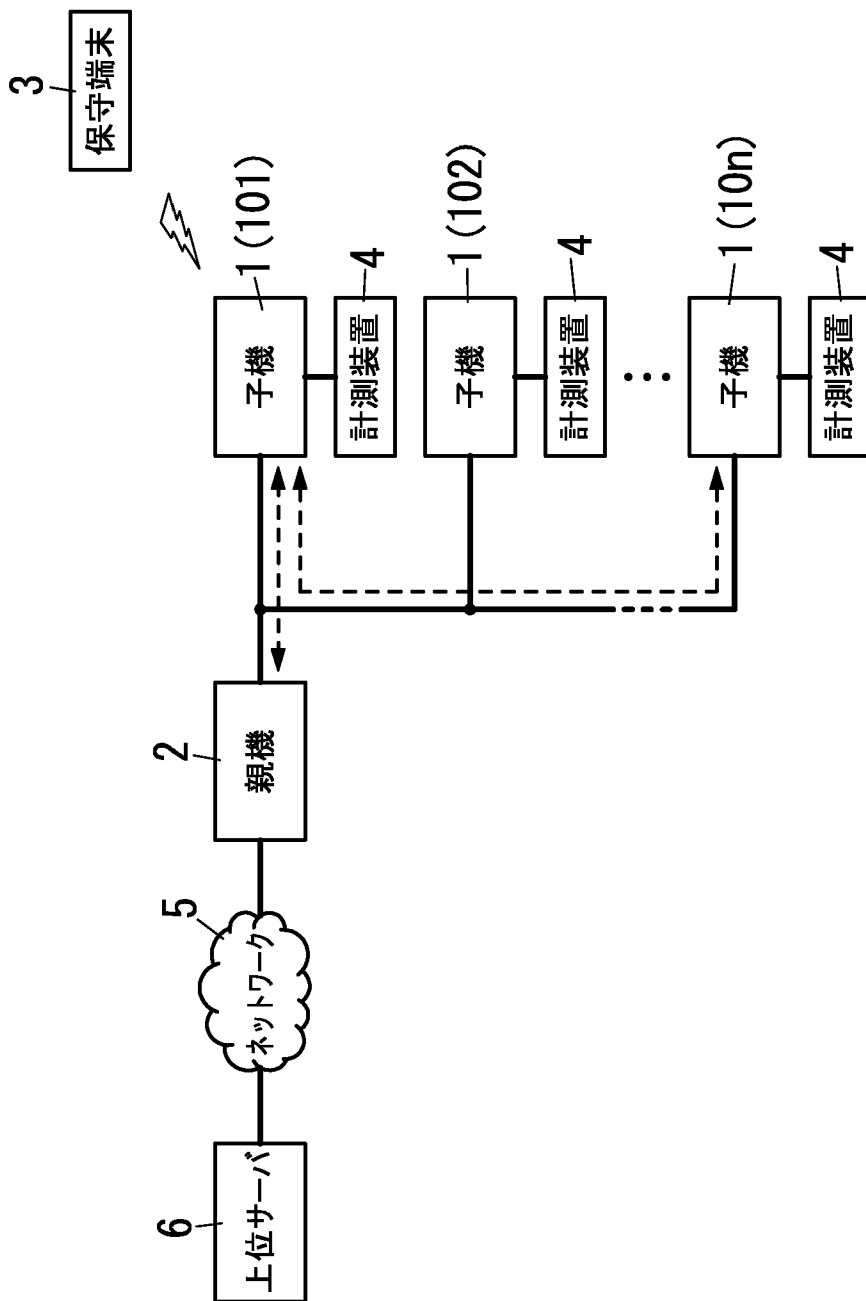 3
保守端末
1(101)
子機
4
計測装置
1(102)
子機
4
計測装置
1(10n)
子機
4
計測装置
2
親機
5
ネットワーク
6
上位サーバ